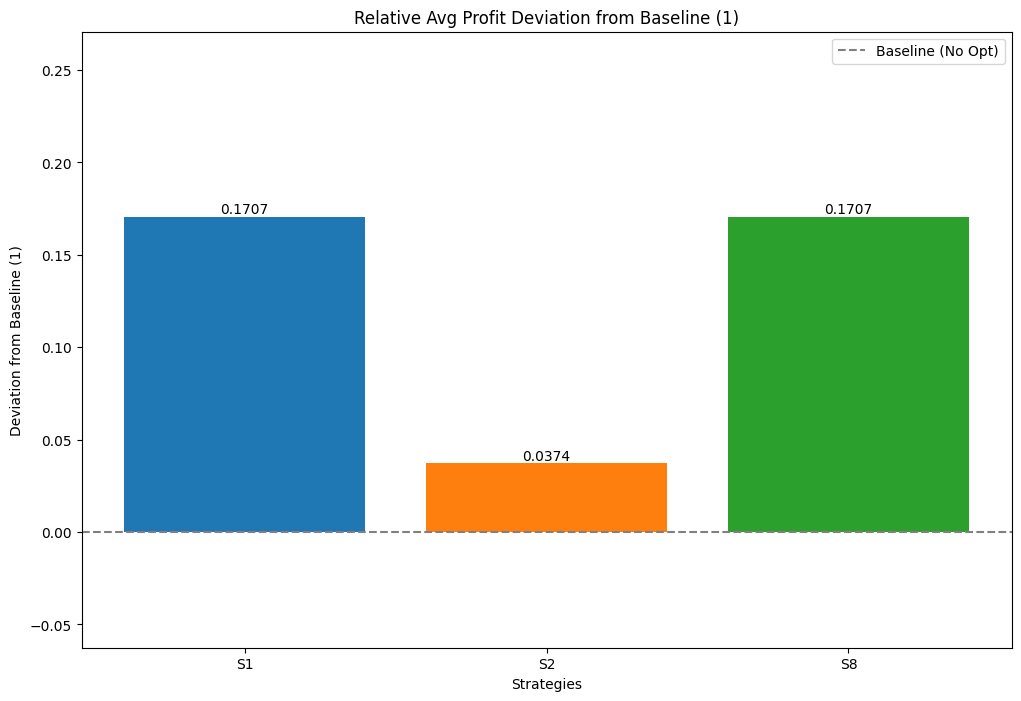 Relative Avg Profit Deviation from Baseline (1)
Baseline (No Opt)
0.25
0.20
0.15
0.10
0.05
0.00
−0.05
Deviation from Baseline (1)
0.1707
0.0374
0.1707
S1
S2
S8
Strategies